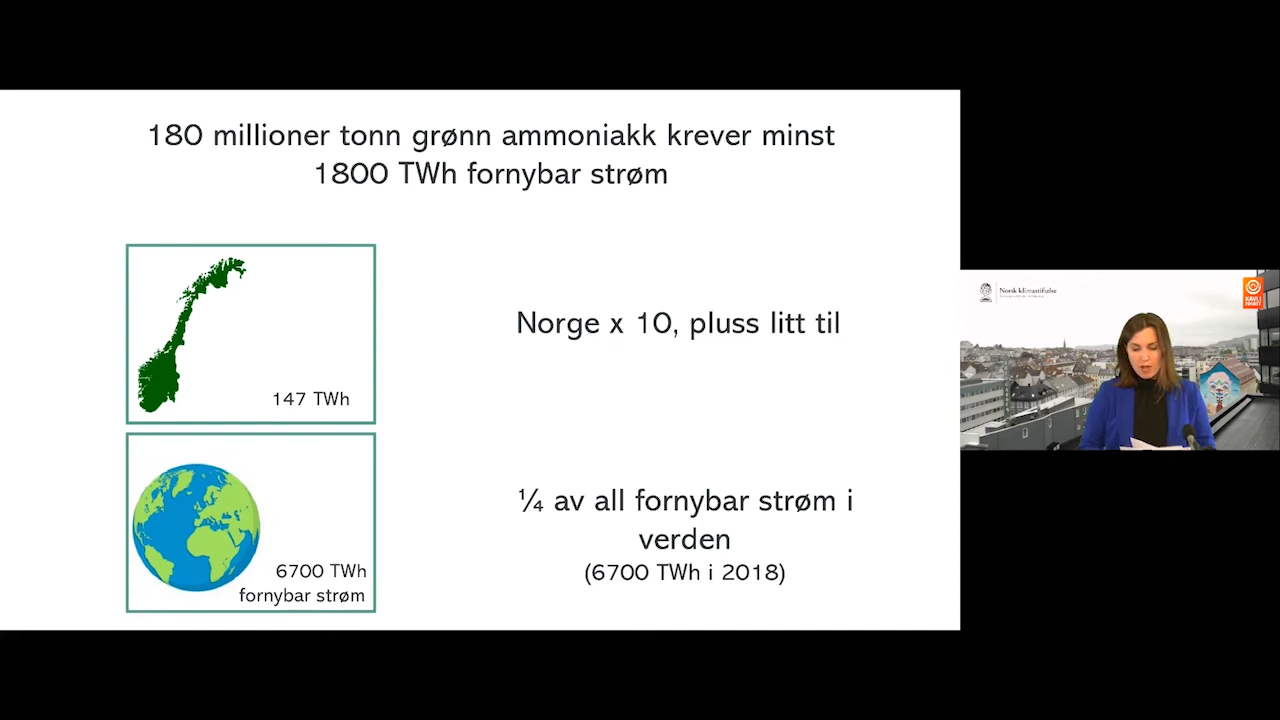 180 millioner tonn grønn ammoniakk krever minst
1800 TWh fornybar strøm
147 TWh
Norge x 10, pluss litt til
6700 TWh
fornybar strøm
¼ av all fornybar strøm i
verden
(6700 TWh i 2018)
Norsk klimastiftelse